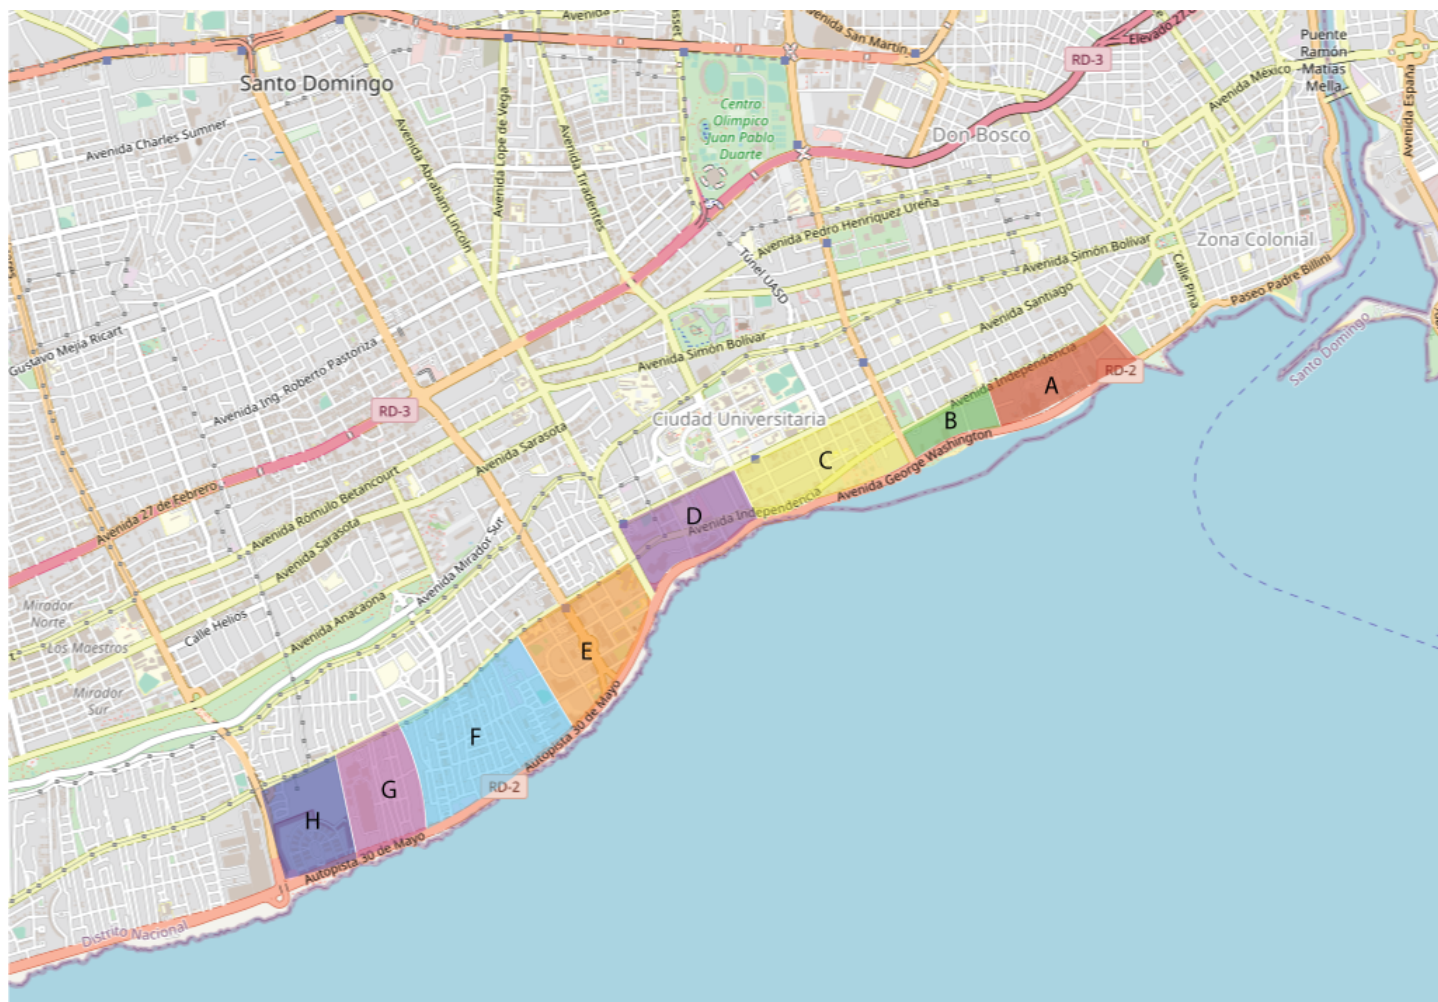 Santo Domingo
Avenida Charles Sumner
Avenida Abraham Lincoln
Avenida Lope de Vega
Avenida Tiradentes
Centro
Olimpico
Juan Pablo
Duarte
Avenida San Martín
RD-3
Elevado 27
Puente
Ramón
Matías
Mella
Avenida México
Avenida España
Don Bosco
Avenida Pedro Henríquez Ureña
Túnel UASD
Avenida Simón Bolívar
Zona Colonial
Calle Pina
Paseo Padre Billini
Santo Domingo
Avenida Santiago
Gustavo Mejia Ricart
Avenida Ing. Roberto Pastoriza
Avenida Simón Bolívar
Avenida Independencia
RD-2
A
RD-3
Ciudad Universitaria
B
Avenida George Washington
C
Avenida Sarasota
Avenida 27 de Febrero
Avenida Rómulo Betancourt
Avenida Sarasota
Avenida Mirador Sur
D
Avenida Independencia
Mirador
Norte
Calle Helios
Avenida Anacaona
Los Maestros
E
Mirador
Sur
Autopista 30 de Mayo
F
RD-2
G
H
Autopista 30 de Mayo
Distrito Nacional